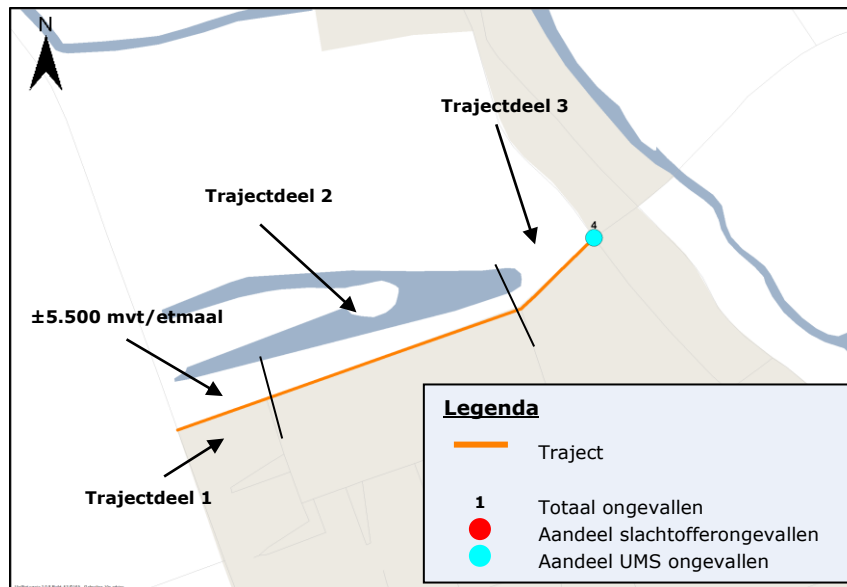 N
Trajectdeel 3
Trajectdeel 2
4
±5.500 mvt/etmaal
Trajectdeel 1
Legenda
Traject
1 Totaal ongevallen
Aandeel slachtofferongevallen
Aandeel UMS ongevallen